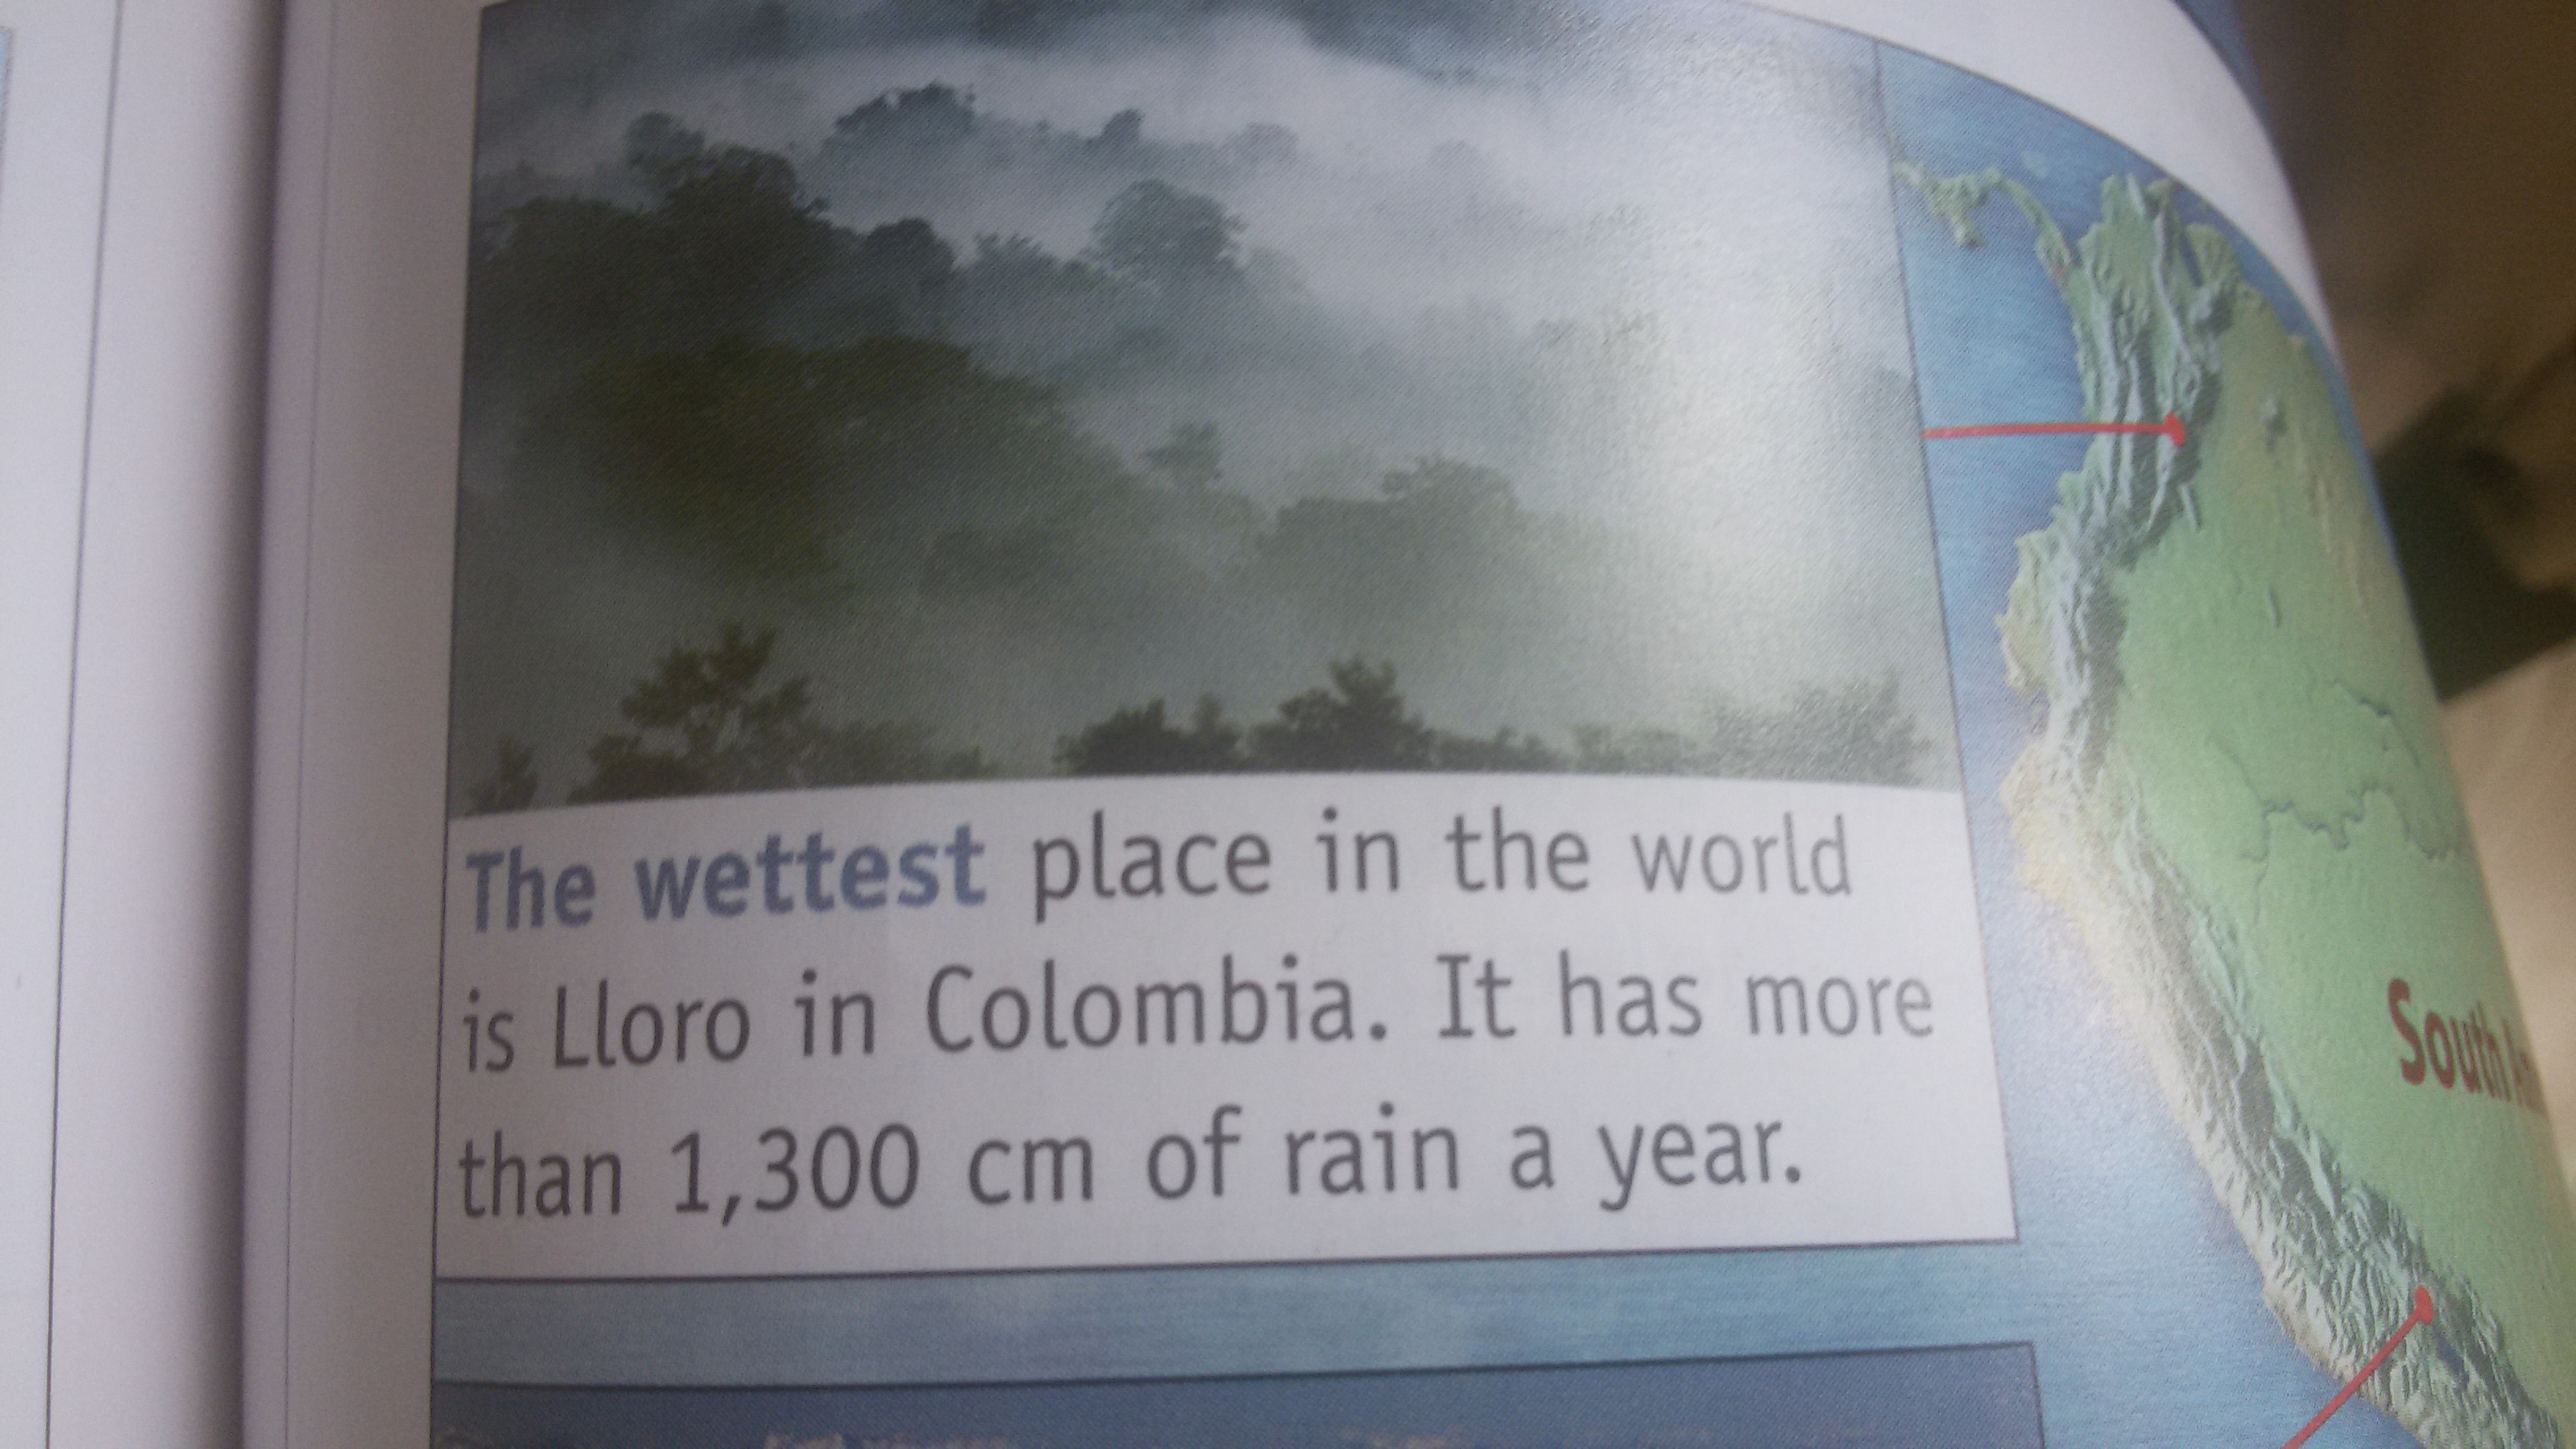 The wettest place in the world
is Lloro in Colombia. It has more
than 1,300 cm of rain a year.
South